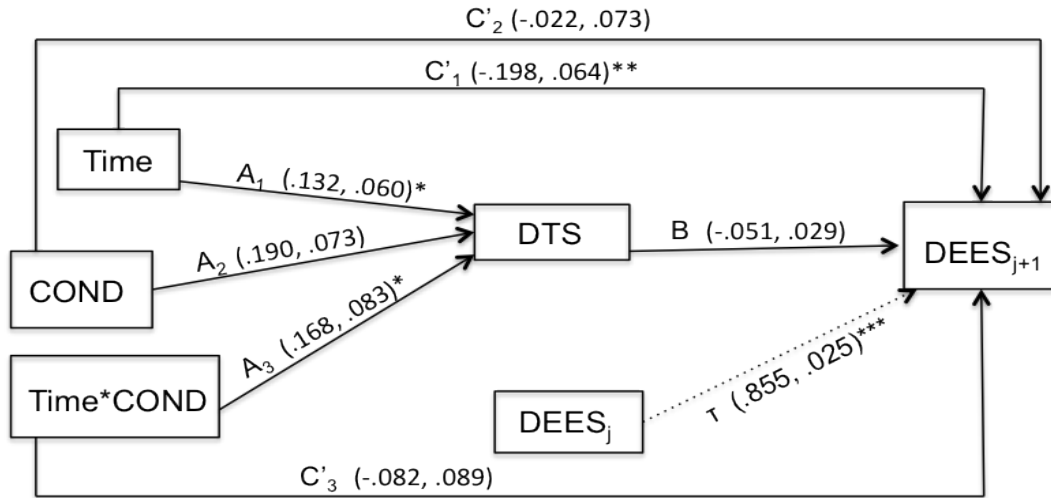 C'₂ (-.022, .073)
C'₁ (-.198, .064)**
Time
A₁ (.132, .060)*
DTS
B (-.051, .029)
DEESⱼ₊₁
A₂ (.190, .073)
COND
A₃ (.168, .083)*
Time*COND
DEESⱼ
τ (.855, .025)***
C'₃ (-.082, .089)